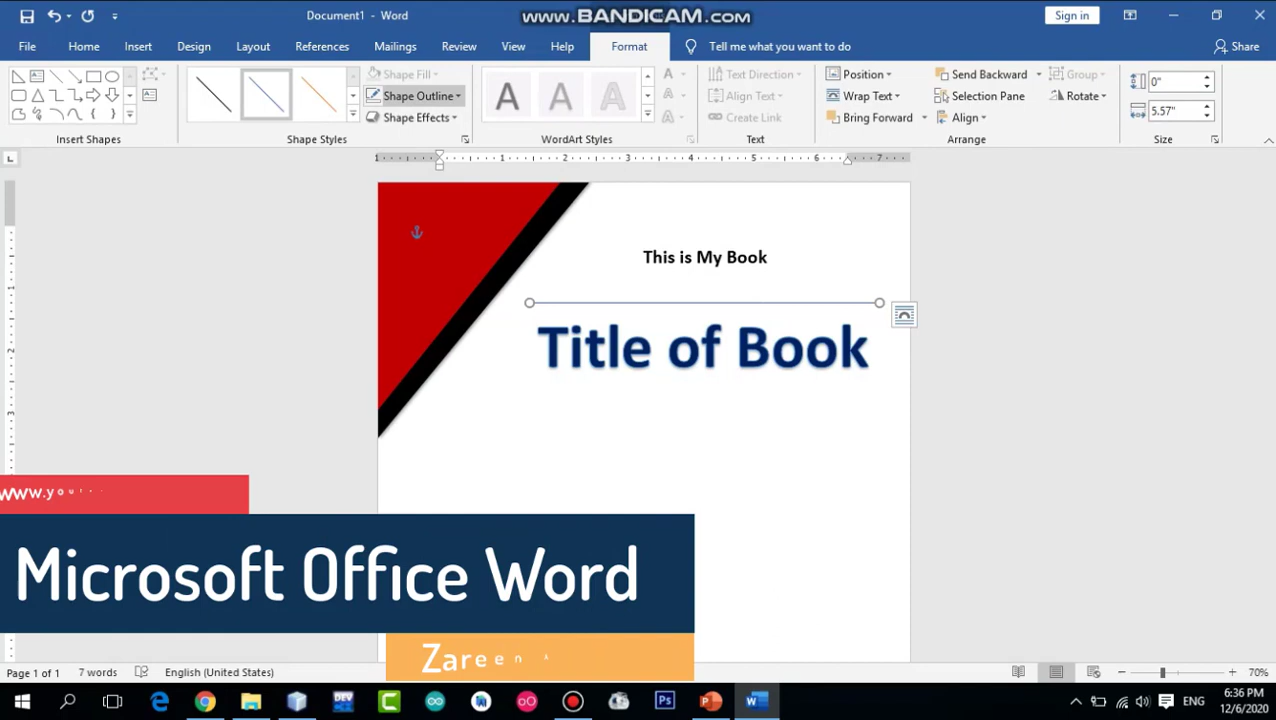 www.BANDICAM.com
Document1 - Word
Sign in
File Home Insert Design Layout References Mailings Review View Help Format Tell me what you want to do Share
Shape Fill
Shape Outline
Shape Effects
Text Direction
Align Text
Create Link
Position
Wrap Text
Bring Forward
Send Backward
Selection Pane
Align
Group
Rotate
0"
5.57"
Insert Shapes Shape Styles WordArt Styles Text Arrange Size
This is My Book
Title of Book
www.you
Microsoft Office Word
Zareen
Page 1 of 1 7 words English (United States) 70%
ENG
6:36 PM
12/6/2020